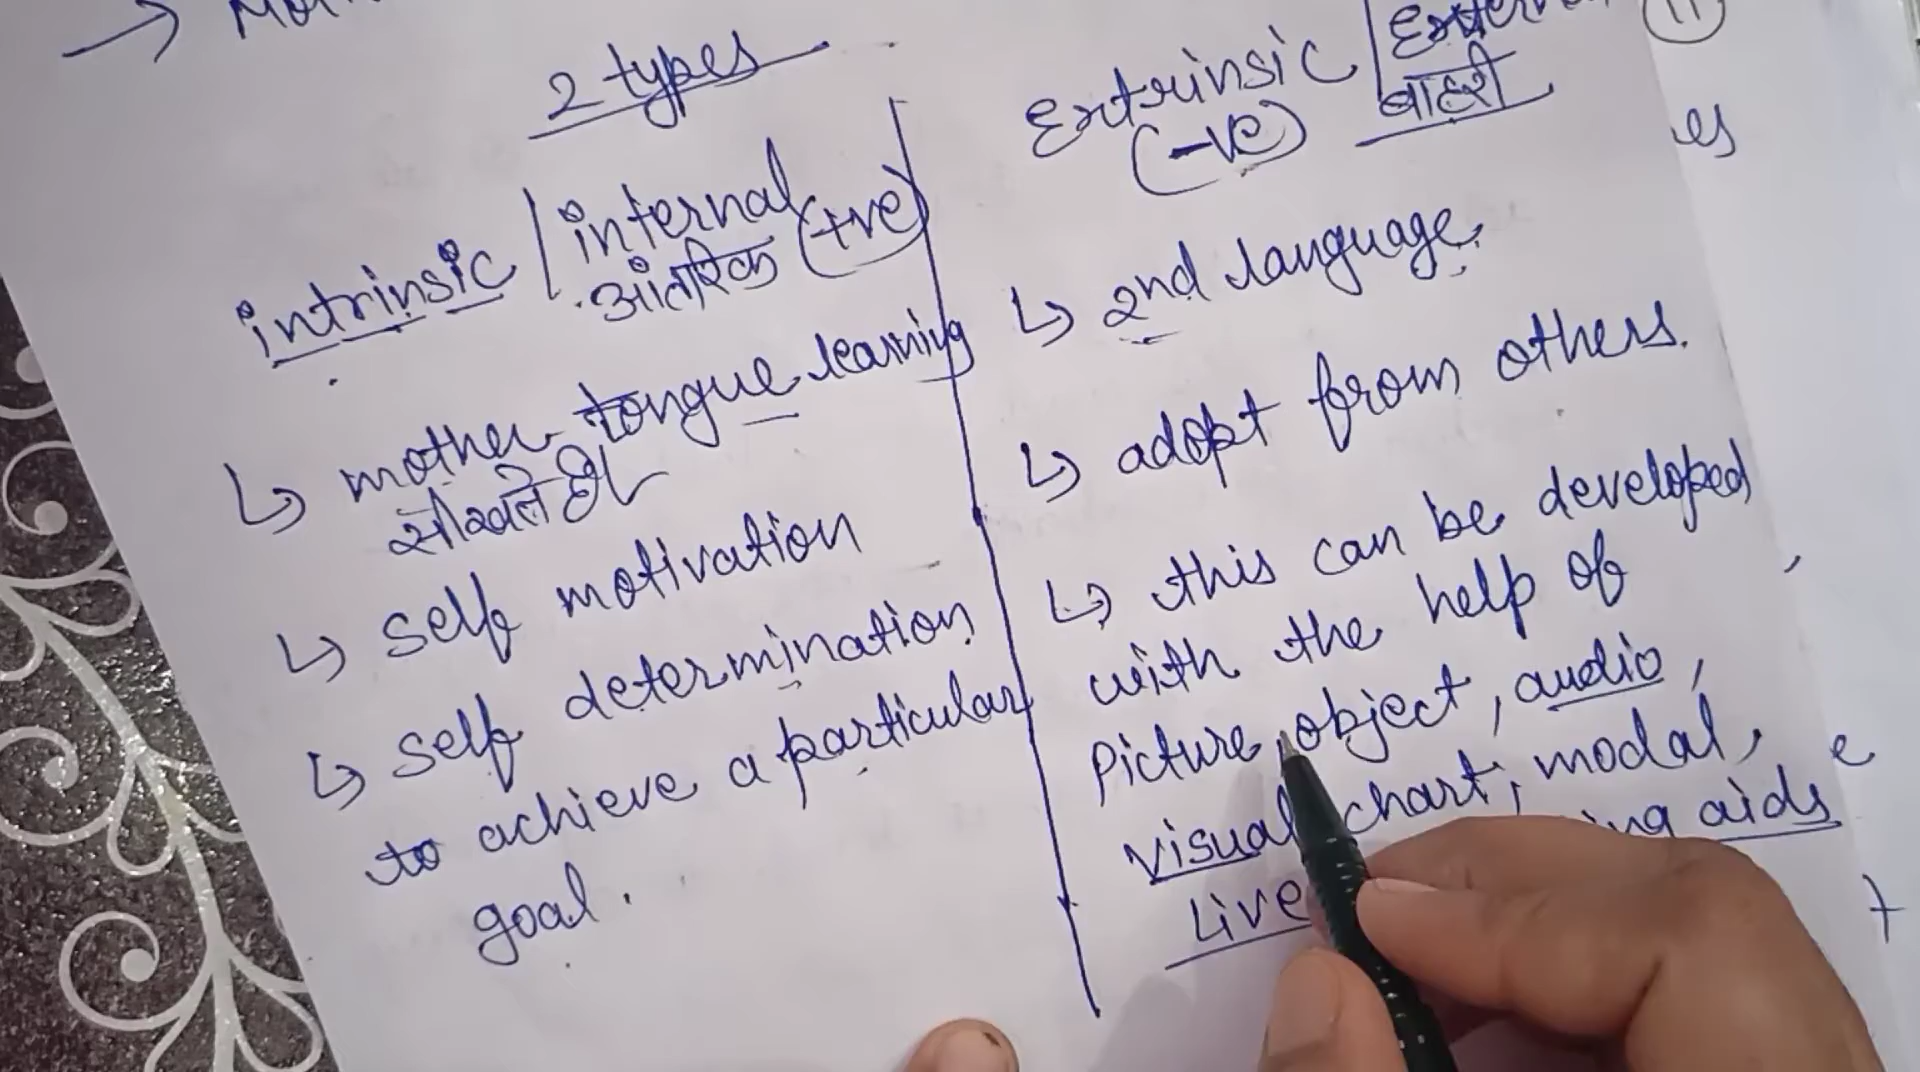 2 types
intrinsic | internal (+ve)
आंतरिक
↳ mother tongue learning
सीखते है।
↳ self motivation
↳ self determination
to achieve a particular
goal.
Extrinsic |
(-ve) बाहरी
↳ 2nd language.
↳ adopt from others.
↳ this can be developed
with the help of
Picture, object, audio,
visual chart, modal,
aids
Live
11
es
e